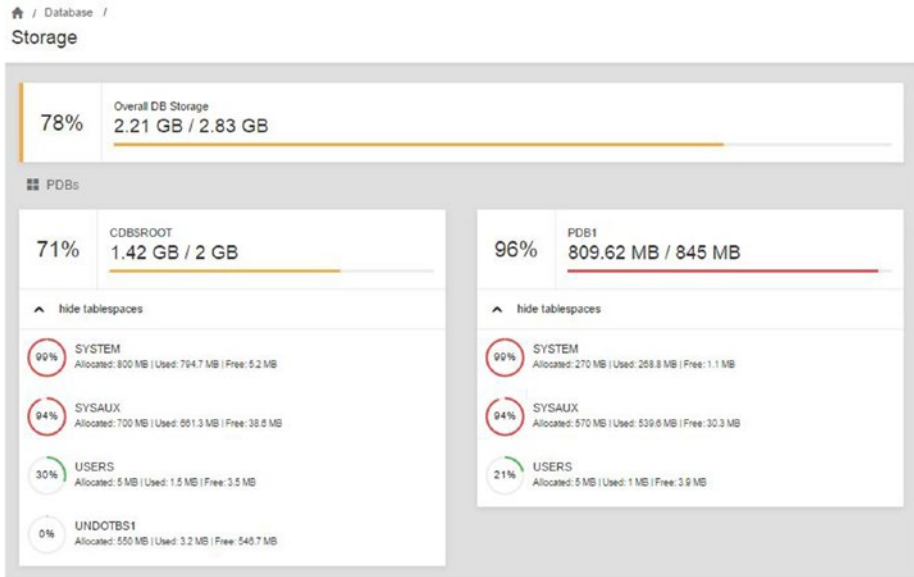 / Database /
Storage
78%
Overall DB Storage
2.21 GB / 2.83 GB
PDBs
71%
CDBSROOT
1.42 GB / 2 GB
hide tablespaces
99%
SYSTEM
Allocated: 800 MB | Used: 794.7 MB | Free: 5.2 MB
94%
SYSAUX
Allocated: 700 MB | Used: 661.3 MB | Free: 38.6 MB
30%
USERS
Allocated: 5 MB | Used: 1.5 MB | Free: 3.5 MB
0%
UNDOTBS1
Allocated: 550 MB | Used: 3.2 MB | Free: 546.7 MB
96%
PDB1
809.62 MB / 845 MB
hide tablespaces
99%
SYSTEM
Allocated: 270 MB | Used: 268.8 MB | Free: 1.1 MB
94%
SYSAUX
Allocated: 570 MB | Used: 539.6 MB | Free: 30.3 MB
21%
USERS
Allocated: 5 MB | Used: 1 MB | Free: 3.9 MB